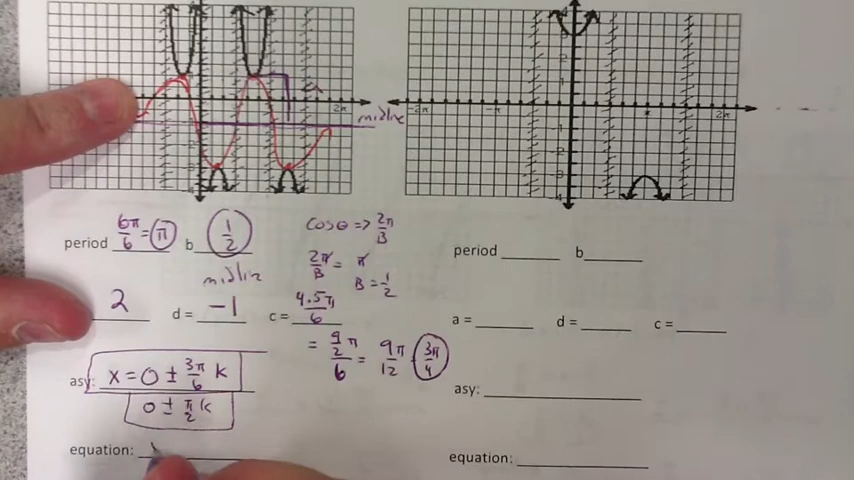 2π
midline
-2π
-π
2π
period 6π/6 = π b 1/2
cosθ => 2π/B
2π/B = π
B = 1/2
midline
2 d = -1 c = 4.5π/6
= 9/2 π/6 = 9π/12 3π/4
asy: x = 0 ± 3π/6 k
0 ± π/2 k
equation:
period b
a = d = c =
asy:
equation: